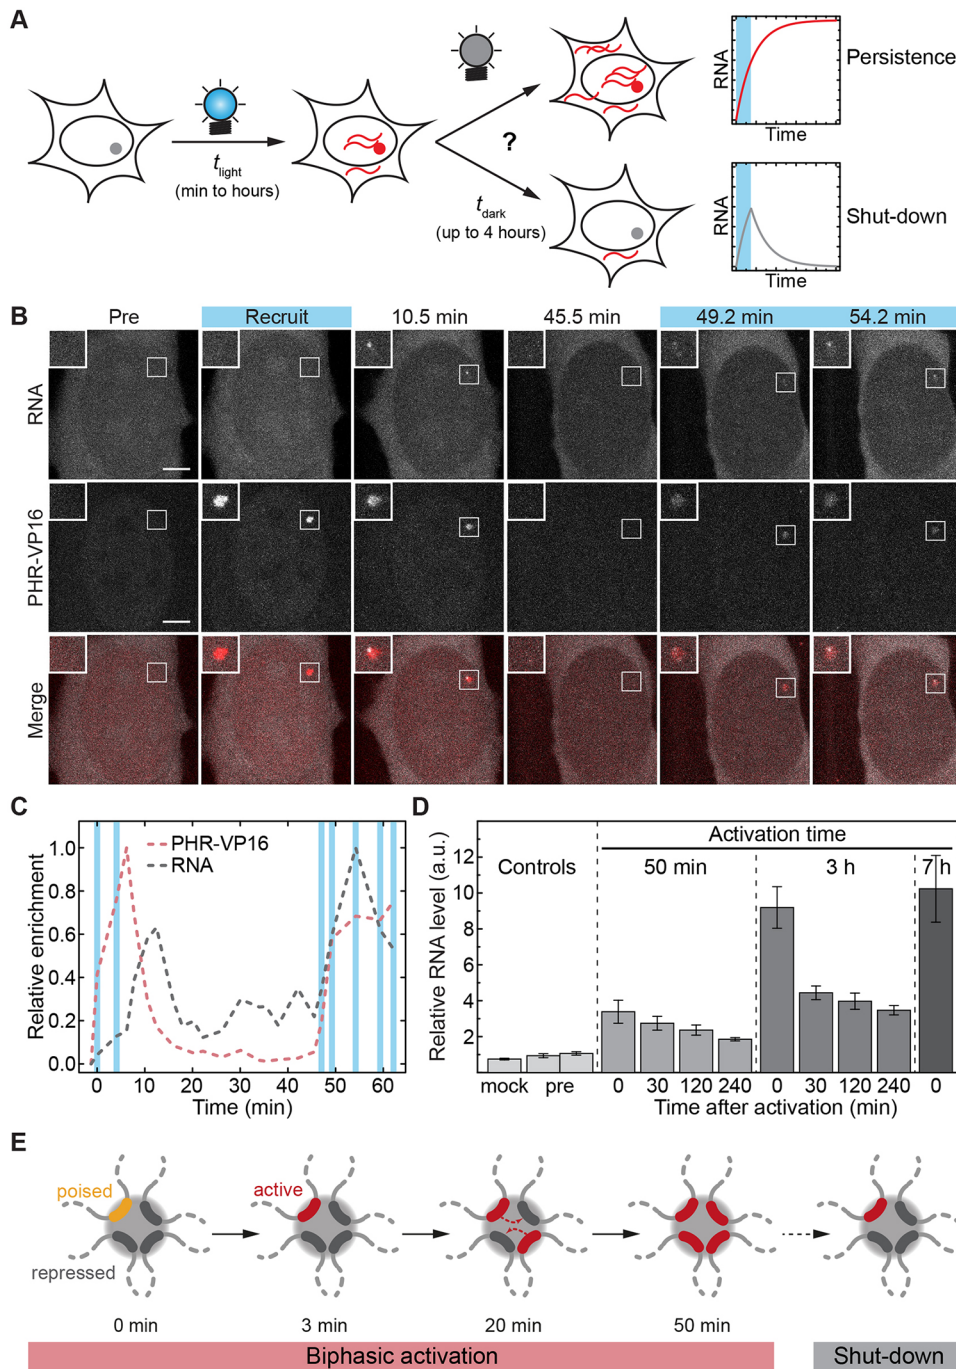 A
t light
(min to hours)
?
t dark
(up to 4 hours)
RNA
Time
Persistence
RNA
Time
Shut-down
B
Pre Recruit 10.5 min 45.5 min 49.2 min 54.2 min
RNA
PHR-VP16
Merge
C
Relative enrichment
1.0
0.8
0.6
0.4
0.2
0.0
PHR-VP16
RNA
0 10 20 30 40 50 60
Time (min)
D
Relative RNA level (a.u.)
12
10
8
6
4
2
Activation time
Controls 50 min 3 h 7 h
mock pre 0 30 120 240 0 30 120 240 0
Time after activation (min)
E
poised
repressed
active
0 min 3 min 20 min 50 min
Biphasic activation Shut-down